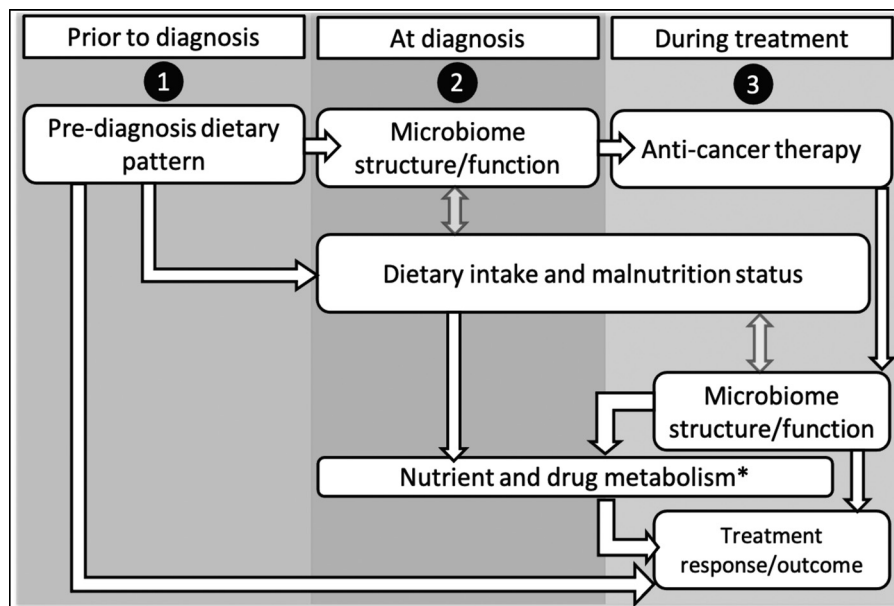 Prior to diagnosis
At diagnosis
During treatment
1
2
3
Pre-diagnosis dietary
pattern
Microbiome
structure/function
Anti-cancer therapy
Dietary intake and malnutrition status
Microbiome
structure/function
Nutrient and drug metabolism*
Treatment
response/outcome